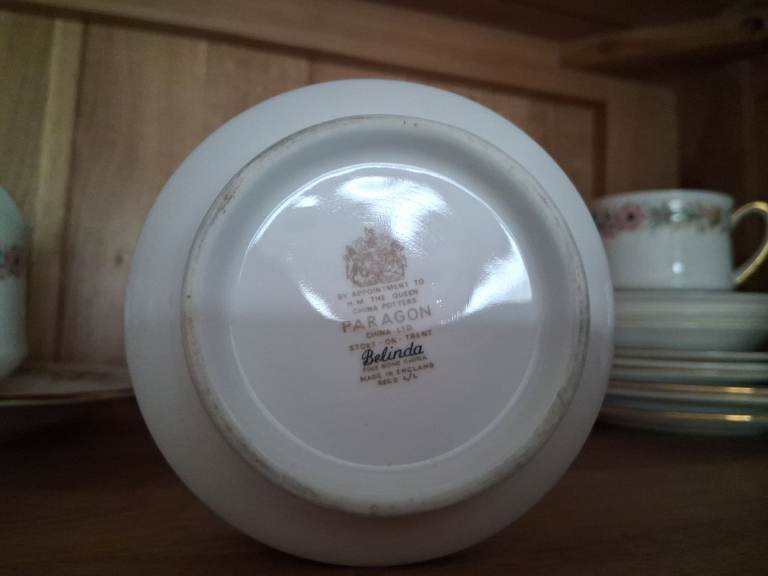 BY APPOINTMENT TO
H.M. THE QUEEN
CHINA POTTERS
PARAGON
CHINA LTD
STOKE-ON-TRENT
Belinda
FINE BONE CHINA
MADE IN ENGLAND
REG'D